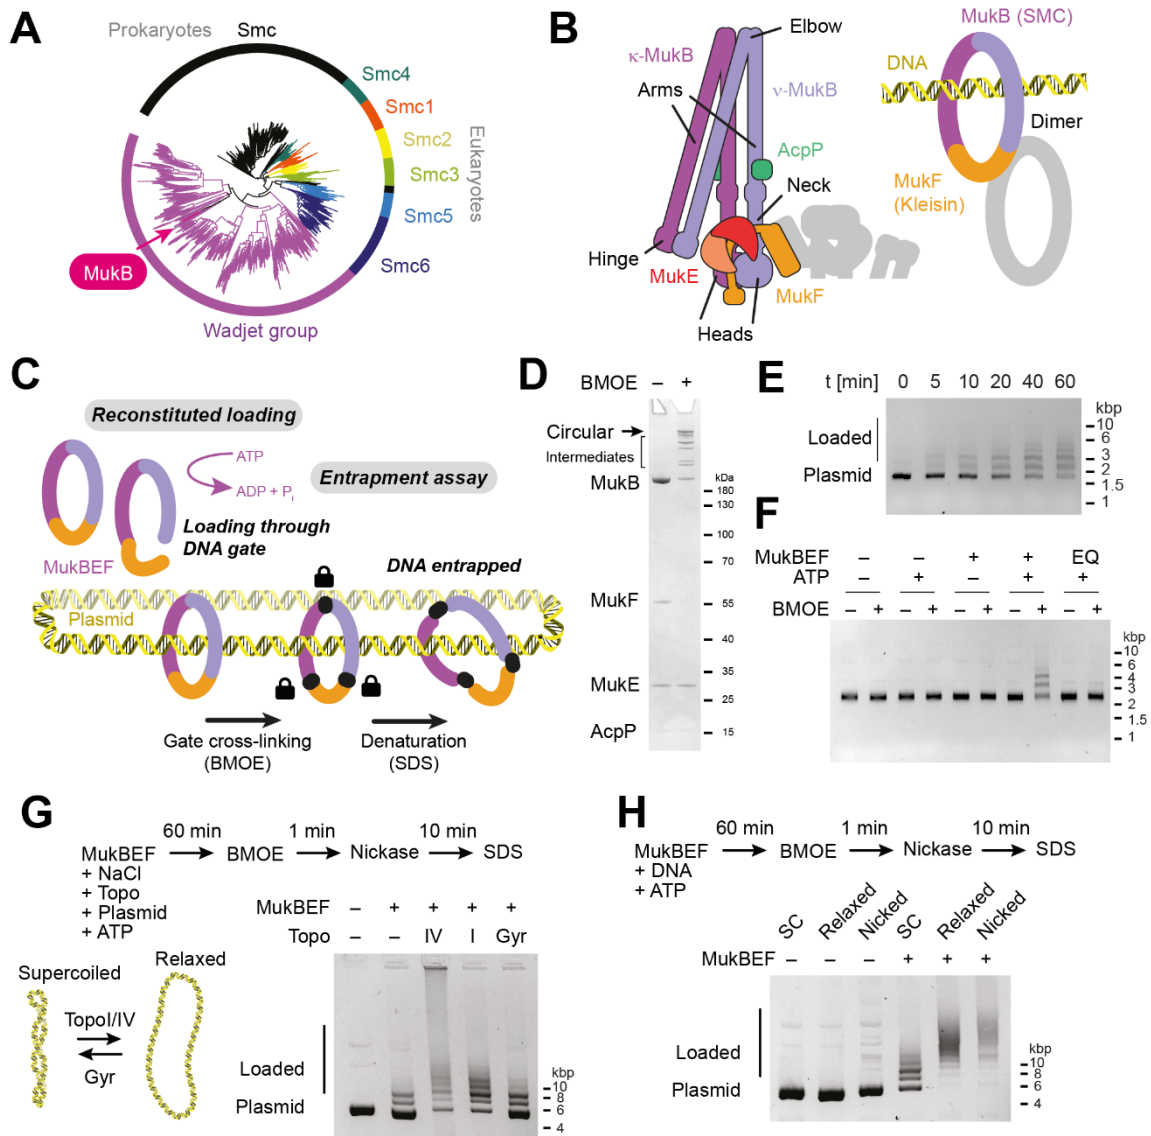 A
Prokaryotes
Smc
Smc4
Smc1
Smc2
Smc3
Smc5
Smc6
Eukaryotes
MukB
Wadjet group
B
κ-MukB
Elbow
Arms
ν-MukB
AcpP
Neck
Hinge
MukE
MukF
Heads
MukB (SMC)
DNA
Dimer
MukF
(Kleisin)
C
Reconstituted loading
ATP
ADP + Pi
Entrapment assay
Loading through
DNA gate
MukBEF
DNA entrapped
Plasmid
Gate cross-linking
(BMOE)
Denaturation
(SDS)
D
BMOE – +
Circular
Intermediates
MukB
kDa
180
130
100
70
MukF
55
40
35
MukE
25
AcpP
15
E
t [min] 0 5 10 20 40 60
kbp
10
6
3
2
1.5
1
Loaded
Plasmid
F
MukBEF – – + + EQ
ATP – + – + +
BMOE – + – + – + – + – +
kbp
10
6
4
3
2
1.5
1
G
60 min 1 min 10 min
MukBEF BMOE Nickase SDS
+ NaCl
+ Topo
+ Plasmid
+ ATP
MukBEF – + + + +
Topo – – IV I Gyr
Supercoiled
Relaxed
TopoI/IV
Gyr
Loaded
Plasmid
kbp
10
8
6
4
H
60 min 1 min 10 min
MukBEF BMOE Nickase SDS
+ DNA
+ ATP
SC Relaxed Nicked SC Relaxed Nicked
MukBEF – – – + + +
Loaded
Plasmid
kbp
10
8
6
4